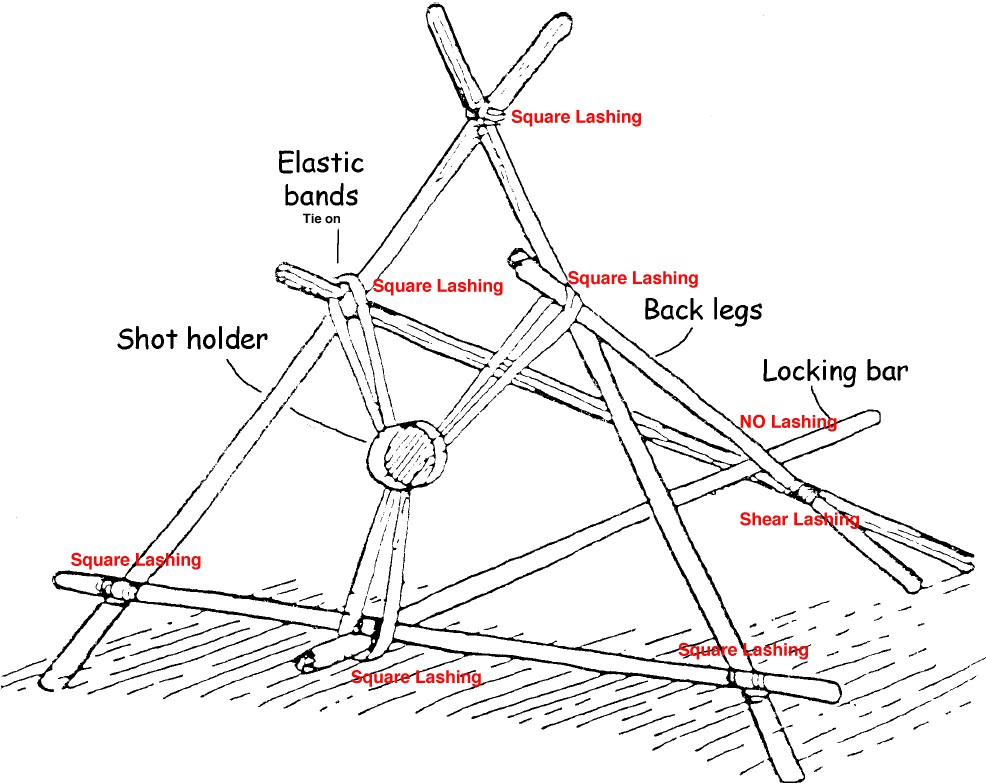 Square Lashing
Elastic
bands
Tie on
Square Lashing
Square Lashing
Back legs
Shot holder
Locking bar
NO Lashing
Shear Lashing
Square Lashing
Square Lashing
Square Lashing